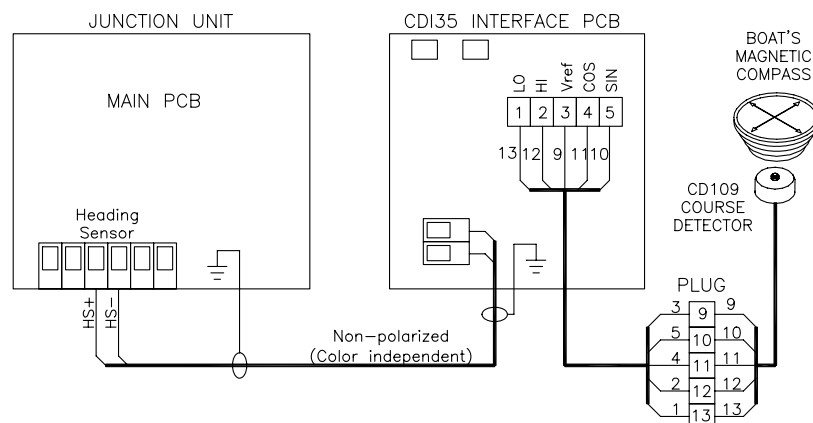 JUNCTION UNIT
CDI35 INTERFACE PCB
BOAT'S
MAGNETIC
COMPASS
MAIN PCB
LO
HI
Vref
COS
SIN
1 2 3 4 5
13 12 9 11 10
CD109
COURSE
DETECTOR
Heading
Sensor
HS+
HS-
Non-polarized
(Color independent)
PLUG
3 9 9
5 10 10
4 11 11
2 12 12
1 13 13